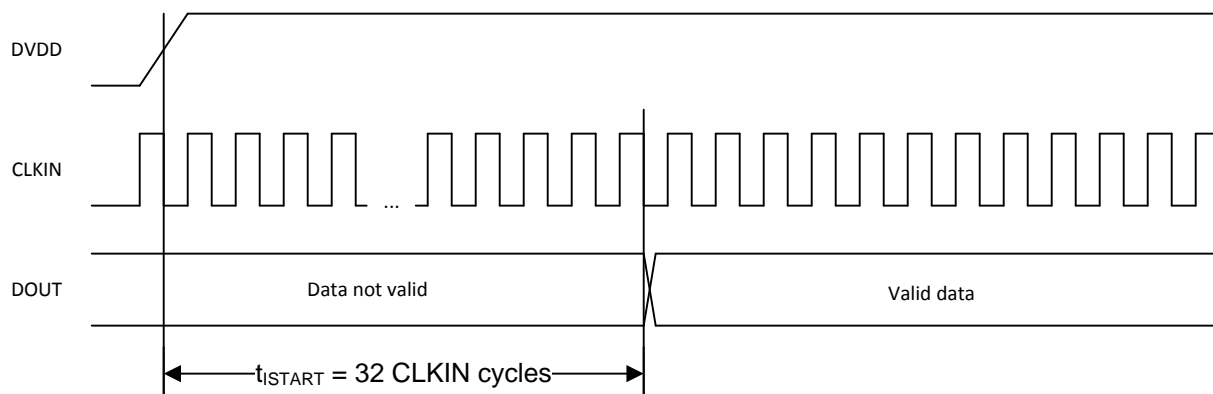 DVDD
CLKIN
...
DOUT
Data not valid
Valid data
tISTART = 32 CLKIN cycles